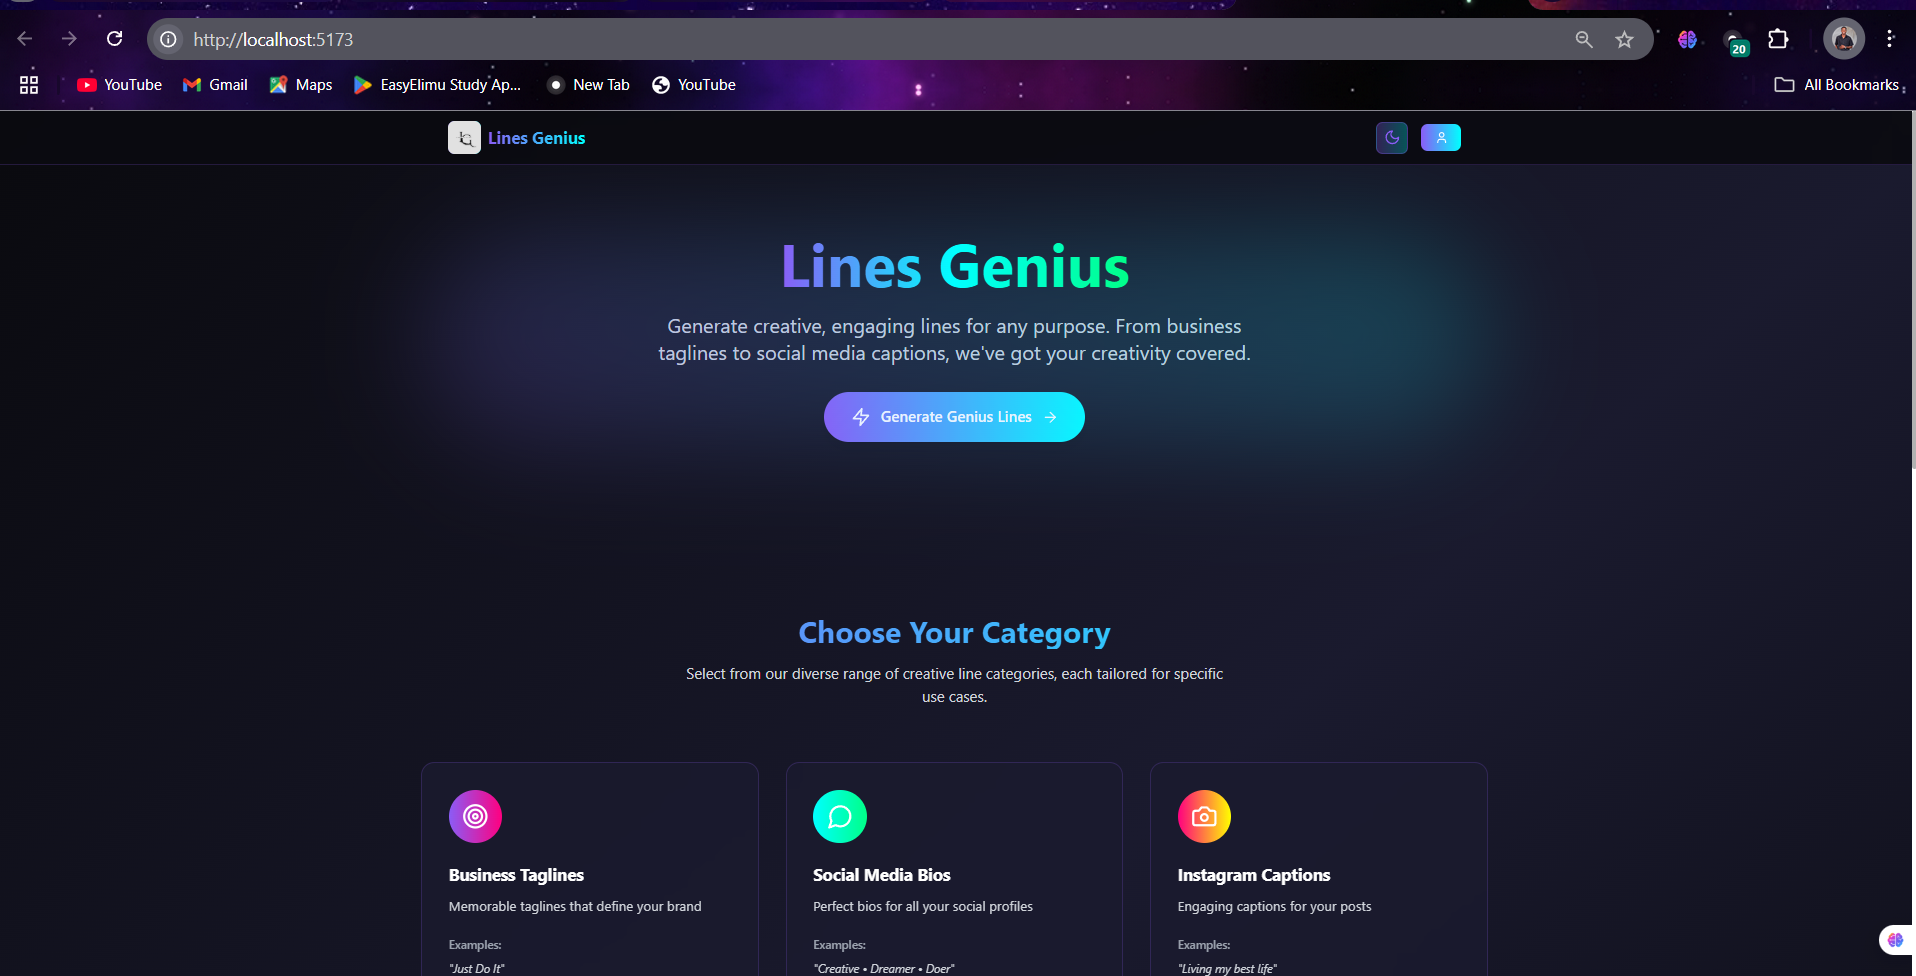 http://localhost:5173
20
YouTube
Gmail
Maps
EasyElimu Study Ap...
New Tab
YouTube
All Bookmarks
Lines Genius
Lines Genius
Generate creative, engaging lines for any purpose. From business
taglines to social media captions, we've got your creativity covered.
Generate Genius Lines
Choose Your Category
Select from our diverse range of creative line categories, each tailored for specific
use cases.
Business Taglines
Memorable taglines that define your brand
Examples:
"Just Do It"
Social Media Bios
Perfect bios for all your social profiles
Examples:
"Creative • Dreamer • Doer"
Instagram Captions
Engaging captions for your posts
Examples:
"Living my best life"